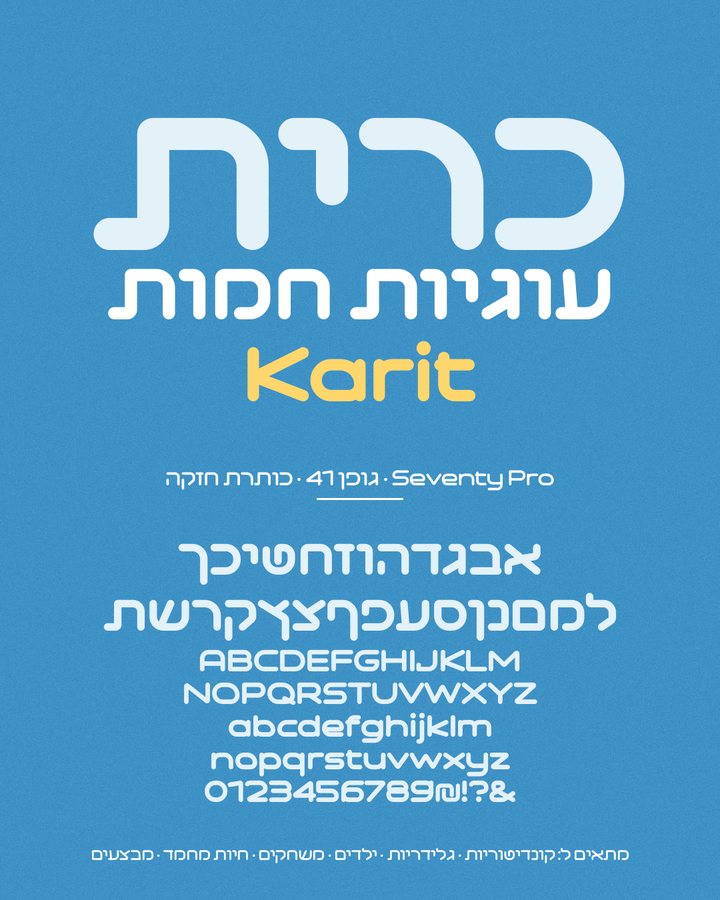 כרית
עוגיות חמות
Karit
Seventy Pro · גופן 41 · כותרת חזקה
אבגדהוזחטיכך
למםנןסעפףצץקרשת
ABCDEFGHIJKLM
NOPQRSTUVWXYZ
abcdefghijklm
nopqrstuvwxyz
0123456789₪!?&
מתאים ל: קונדיטוריות · גלידריות · ילדים · משחקים · חיות מחמד · מבצעים